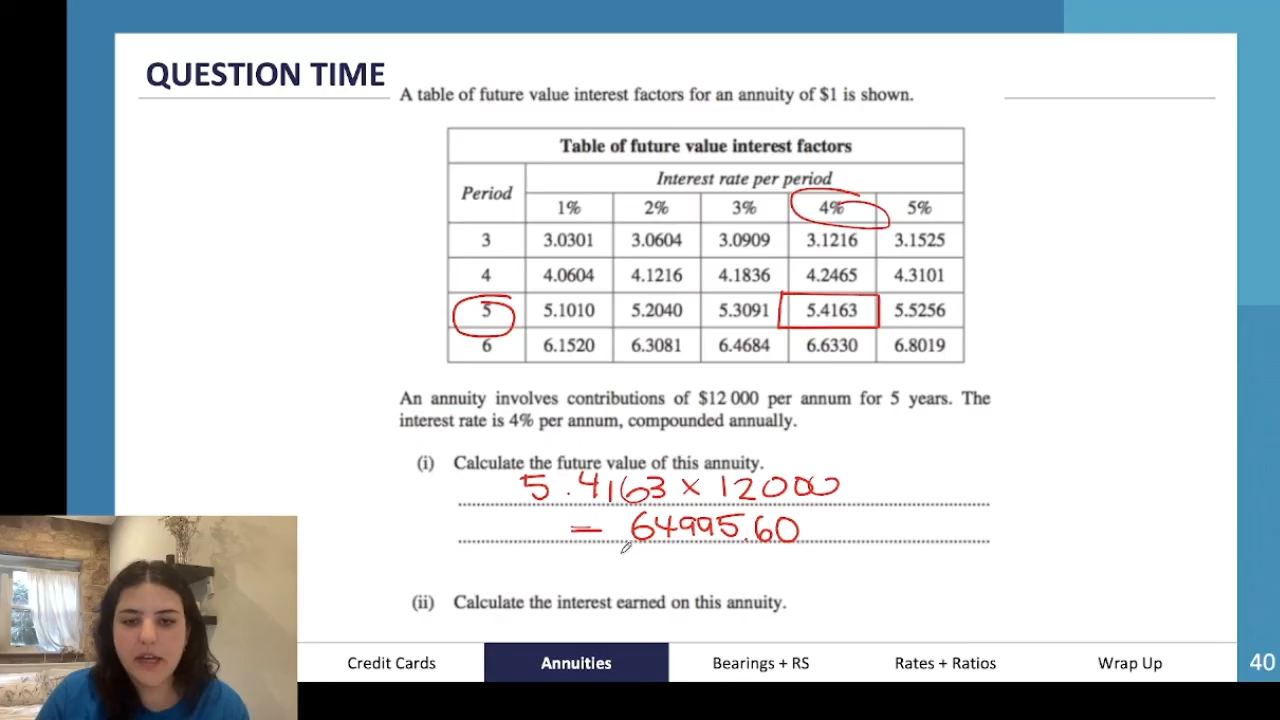 QUESTION TIME
A table of future value interest factors for an annuity of $1 is shown.
Table of future value interest factors
Period
Interest rate per period
1% 2% 3% 4% 5%
3 3.0301 3.0604 3.0909 3.1216 3.1525
4 4.0604 4.1216 4.1836 4.2465 4.3101
5 5.1010 5.2040 5.3091 5.4163 5.5256
6 6.1520 6.3081 6.4684 6.6330 6.8019
An annuity involves contributions of $12 000 per annum for 5 years. The
interest rate is 4% per annum, compounded annually.
(i) Calculate the future value of this annuity.
5.4163 × 12000
= 64995.60
(ii) Calculate the interest earned on this annuity.
Credit Cards Annuities Bearings + RS Rates + Ratios Wrap Up 40